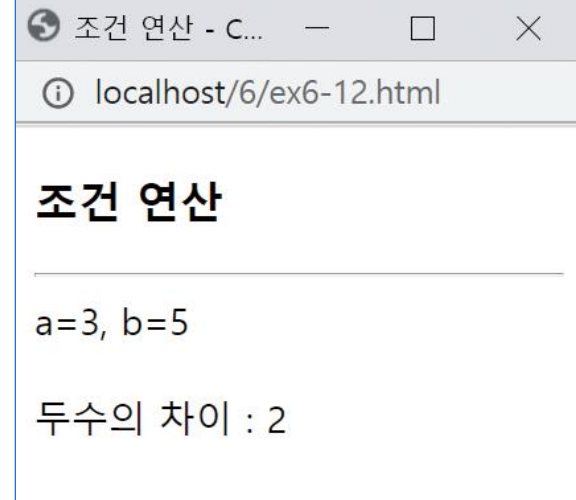 조건 연산 - C...
localhost/6/ex6-12.html
조건 연산
a=3, b=5
두수의 차이 : 2